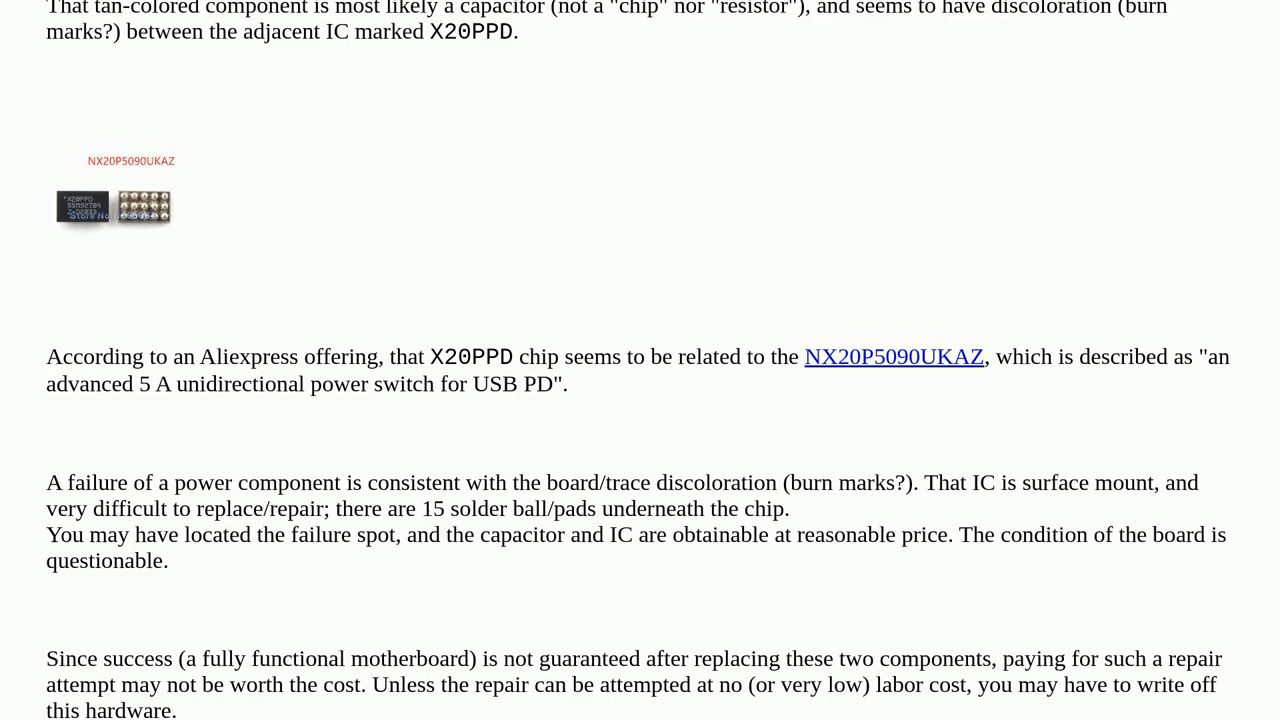 That tan-colored component is most likely a capacitor (not a "chip" nor "resistor"), and seems to have discoloration (burn
marks?) between the adjacent IC marked X20PPD.
NX20P5090UKAZ
X20PPD
According to an Aliexpress offering, that X20PPD chip seems to be related to the NX20P5090UKAZ, which is described as "an
advanced 5 A unidirectional power switch for USB PD".
A failure of a power component is consistent with the board/trace discoloration (burn marks?). That IC is surface mount, and
very difficult to replace/repair; there are 15 solder ball/pads underneath the chip.
You may have located the failure spot, and the capacitor and IC are obtainable at reasonable price. The condition of the board is
questionable.
Since success (a fully functional motherboard) is not guaranteed after replacing these two components, paying for such a repair
attempt may not be worth the cost. Unless the repair can be attempted at no (or very low) labor cost, you may have to write off
this hardware.